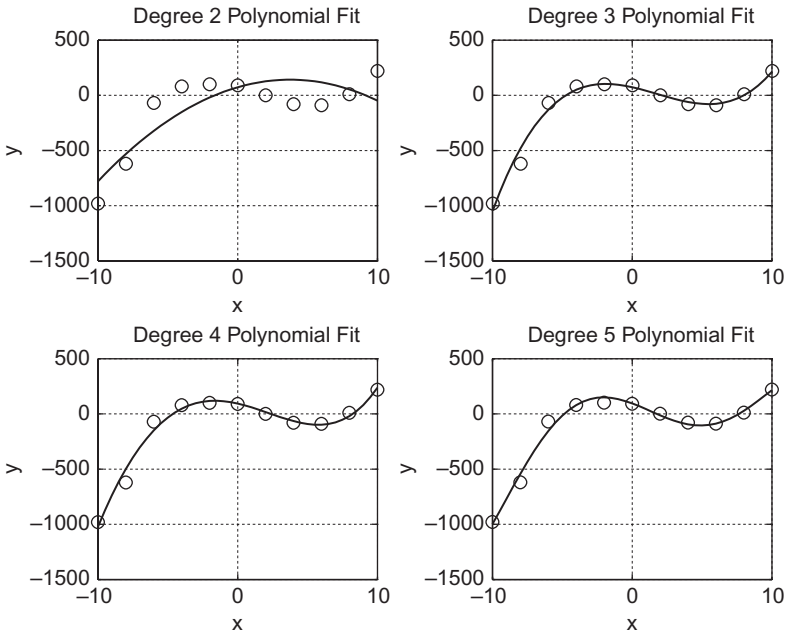 Degree 2 Polynomial Fit
500
0
–500
–1000
–1500
y
–10
0
10
x
Degree 3 Polynomial Fit
500
0
–500
–1000
–1500
y
–10
0
10
x
Degree 4 Polynomial Fit
500
0
–500
–1000
–1500
y
–10
0
10
x
Degree 5 Polynomial Fit
500
0
–500
–1000
–1500
y
–10
0
10
x